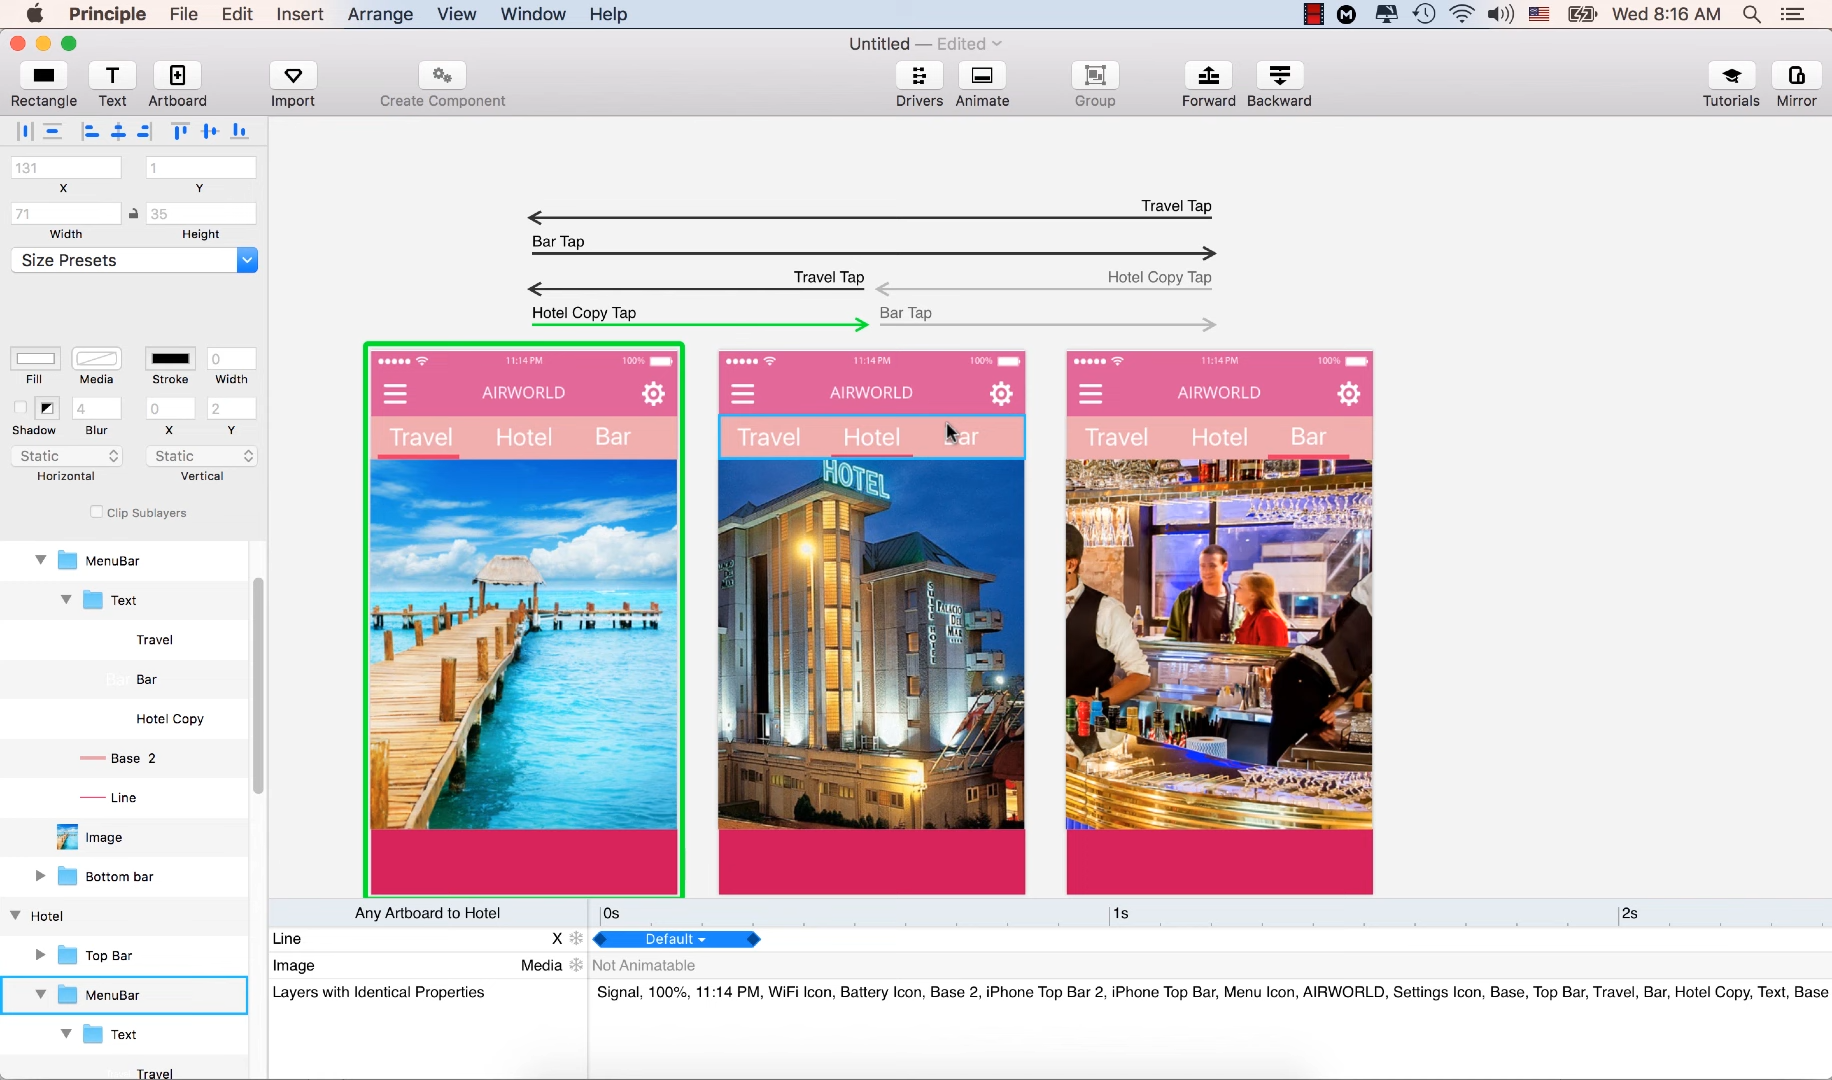 Principle File Edit Insert Arrange View Window Help Wed 8:16 AM
Untitled — Edited
Rectangle Text Artboard Import Create Component Drivers Animate Group Forward Backward Tutorials Mirror
131 1
X Y
71 35
Width Height
Size Presets
0
Fill Media Stroke Width
4 0 2
Shadow Blur X Y
Static Static
Horizontal Vertical
Clip Sublayers
MenuBar
Text
Travel
Bar
Hotel Copy
Base 2
Line
Image
Bottom bar
Hotel
Top Bar
MenuBar
Text
Travel
Travel Tap
Bar Tap
Travel Tap Hotel Copy Tap
Hotel Copy Tap Bar Tap
11:14 PM 100% 11:14 PM 100% 11:14 PM 100%
AIRWORLD AIRWORLD AIRWORLD
Travel Hotel Bar Travel Hotel Bar Travel Hotel Bar
HOTEL
SUITE HOTEL
PALACIO DEL MAR
Any Artboard to Hotel 0s 1s 2s
Line X Default
Image Media Not Animatable
Layers with Identical Properties Signal, 100%, 11:14 PM, WiFi Icon, Battery Icon, Base 2, iPhone Top Bar 2, iPhone Top Bar, Menu Icon, AIRWORLD, Settings Icon, Base, Top Bar, Travel, Bar, Hotel Copy, Text, Base